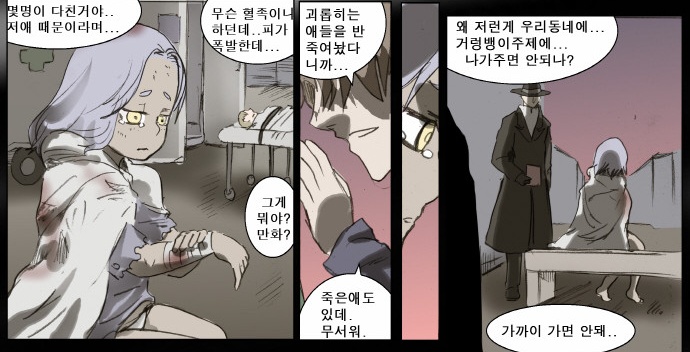 몇명이 다친거야..
저애 때문이라며...
무슨 혈족이니
하던데..피가
폭발한데...
그게
뭐야?
만화?
괴롭히는
애들을 반
죽여놨다
니까...
죽은애도
있데.
무서워.
왜 저런게 우리동네에...
거렁뱅이주제에...
나가주면 안되나?
가까이 가면 안돼..